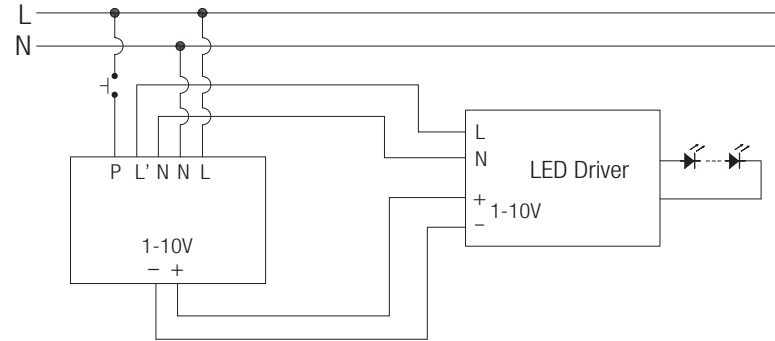 L
N
L
P L' N N L
N
LED Driver
+
1-10V
−
1-10V
− +